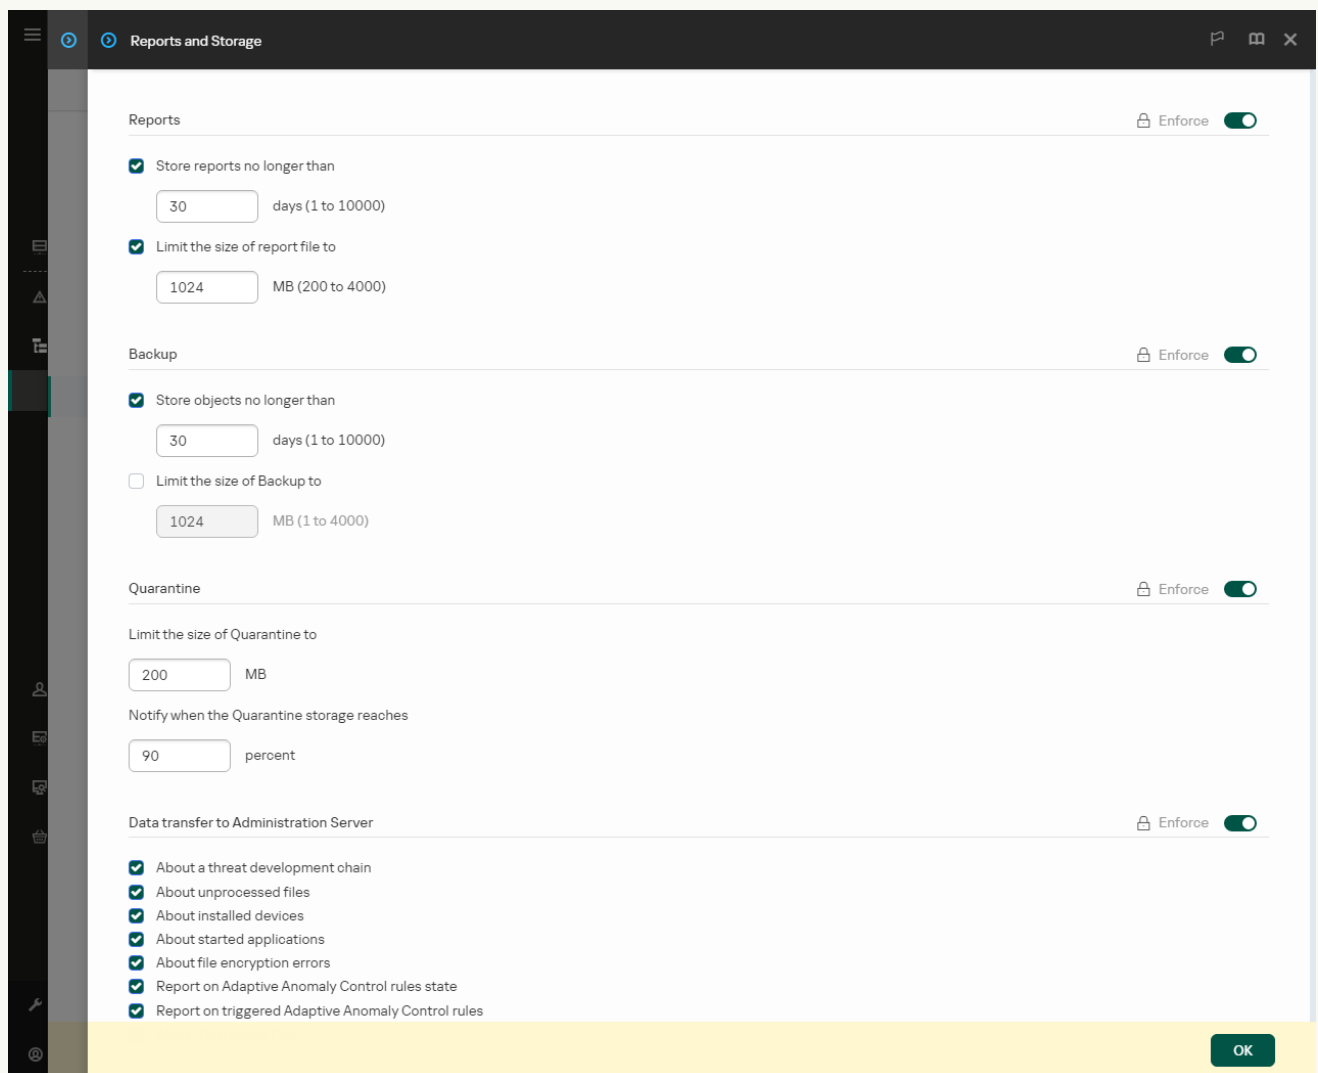 Reports and Storage
Reports
Enforce
Store reports no longer than
30 days (1 to 10000)
Limit the size of report file to
1024 MB (200 to 4000)
Backup
Enforce
Store objects no longer than
30 days (1 to 10000)
Limit the size of Backup to
1024 MB (1 to 4000)
Quarantine
Enforce
Limit the size of Quarantine to
200 MB
Notify when the Quarantine storage reaches
90 percent
Data transfer to Administration Server
Enforce
About a threat development chain
About unprocessed files
About installed devices
About started applications
About file encryption errors
Report on Adaptive Anomaly Control rules state
Report on triggered Adaptive Anomaly Control rules
OK